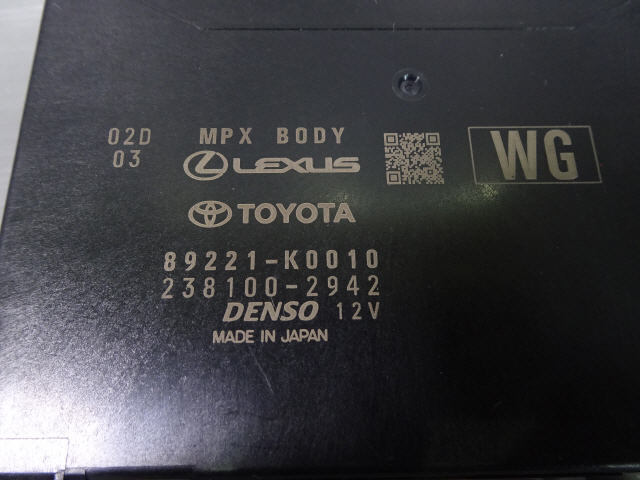 02D MPX BODY
03 LEXUS
WG
TOYOTA
89221-K0010
238100-2942
DENSO 12V
MADE IN JAPAN